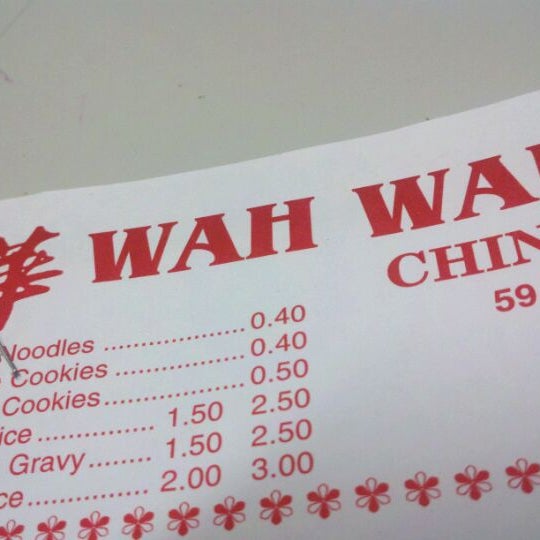 WAH
CHIN
59
Noodles .................... 0.40
Cookies .................... 0.40
Cookies .................... 0.50
ice ................. 1.50 2.50
Gravy ......... 1.50 2.50
ce ................. 2.00 3.00